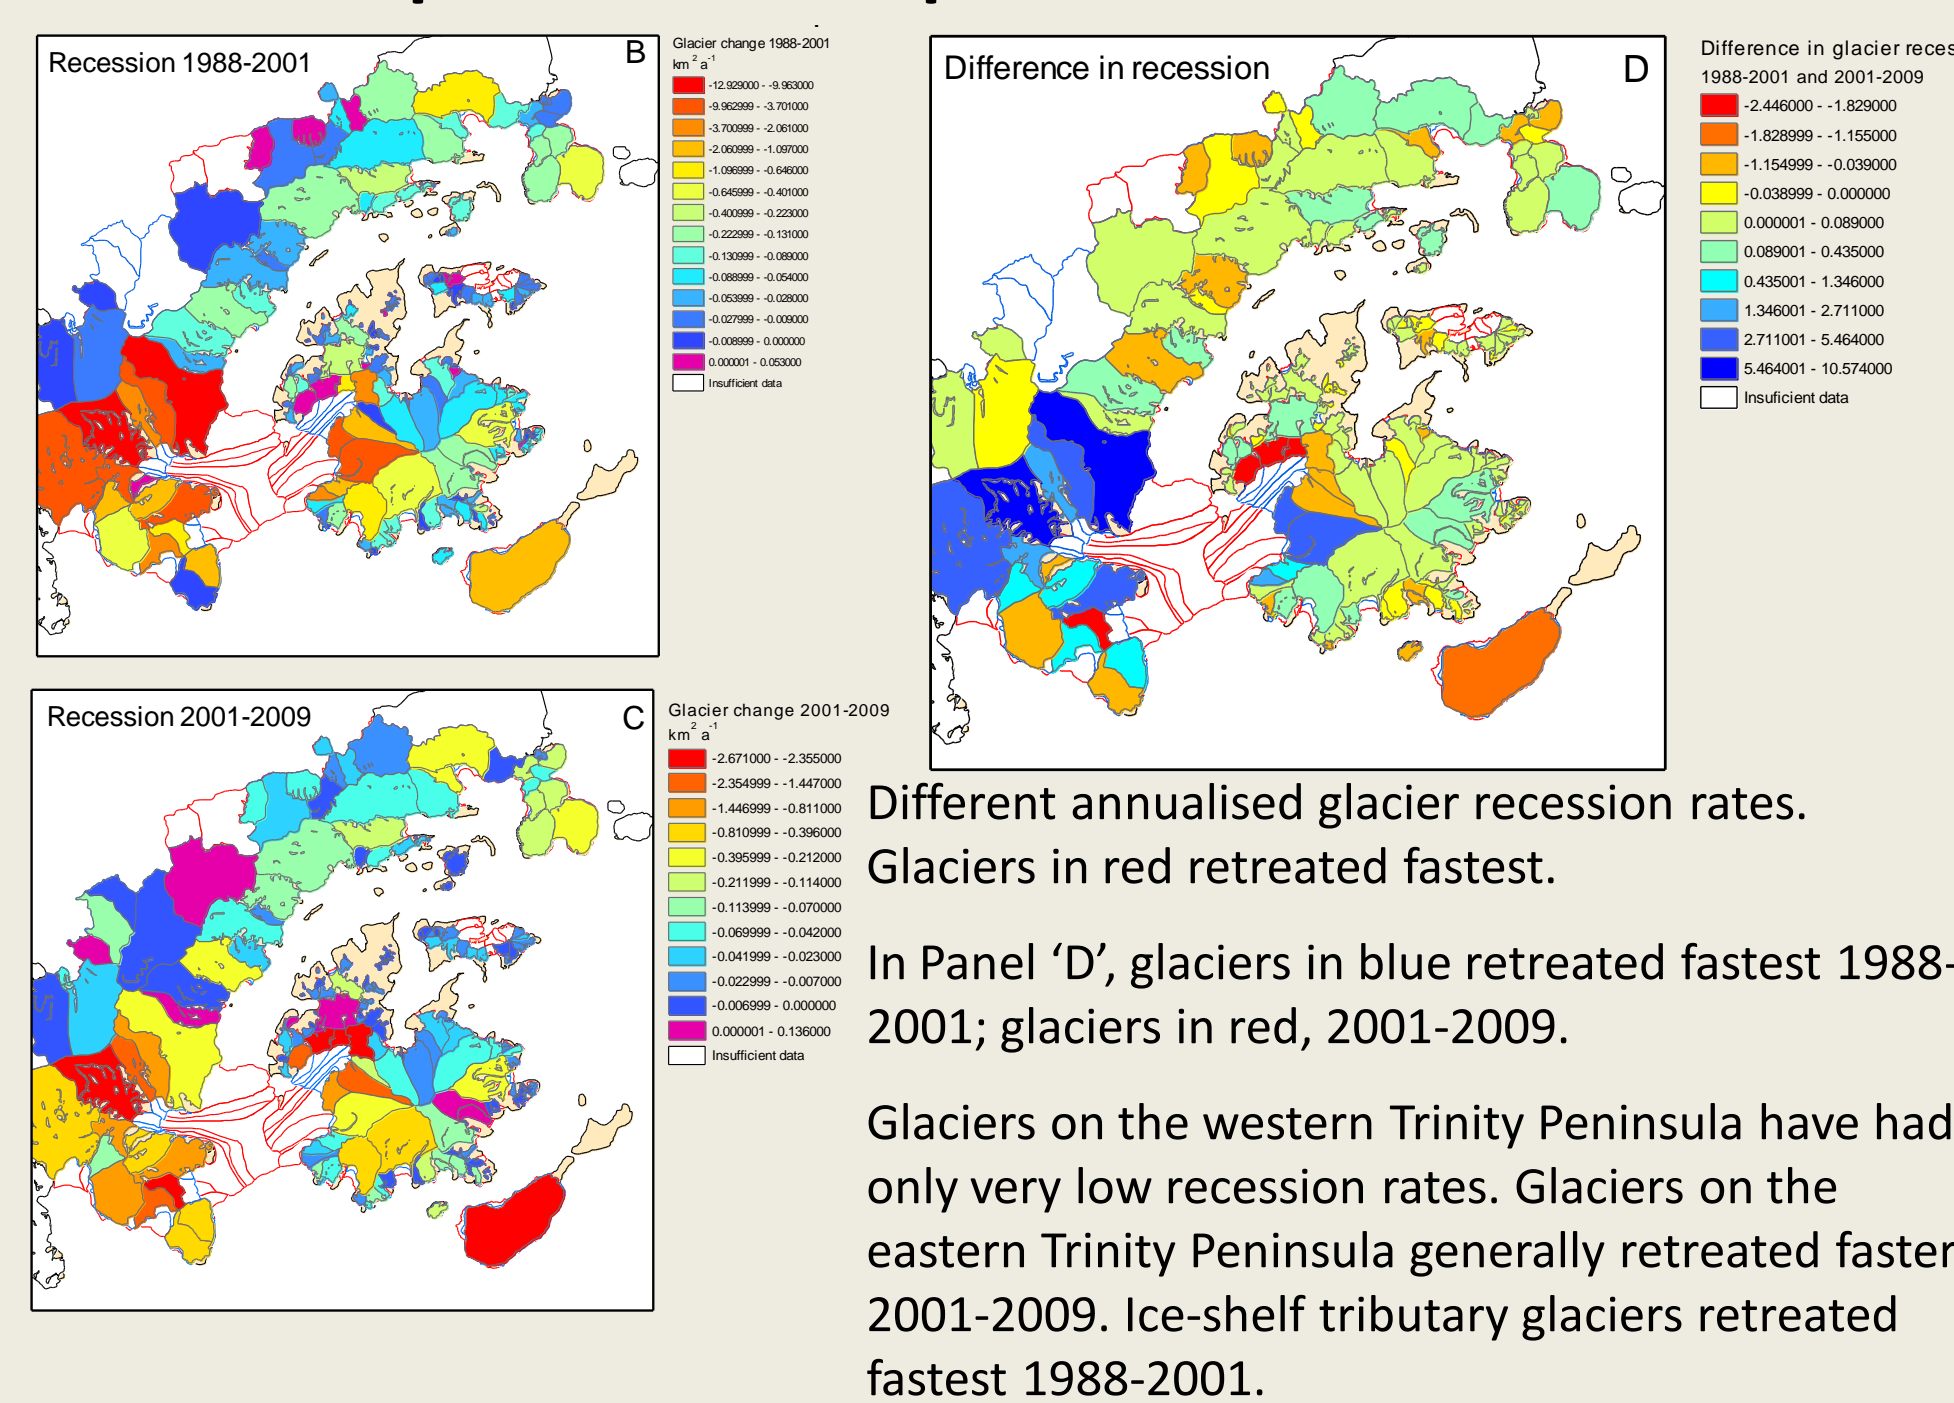 Recession 1988-2001
B
Glacier change 1988-2001
km² a⁻¹
-12.929000 - -9.963000
-9.962999 - -3.701000
-3.700999 - -2.061000
-2.060999 - -1.097000
-1.096999 - -0.646000
-0.645999 - -0.401000
-0.400999 - -0.223000
-0.222999 - -0.131000
-0.130999 - -0.089000
-0.088999 - -0.054000
-0.053999 - -0.028000
-0.027999 - -0.009000
-0.008999 - 0.000000
0.000001 - 0.053000
Insufficient data
Difference in recession
D
Difference in glacier reces
1988-2001 and 2001-2009
-2.446000 - -1.829000
-1.828999 - -1.155000
-1.154999 - -0.039000
-0.038999 - 0.000000
0.000001 - 0.089000
0.089001 - 0.435000
0.435001 - 1.346000
1.346001 - 2.711000
2.711001 - 5.464000
5.464001 - 10.574000
Insuficient data
Recession 2001-2009
C
Glacier change 2001-2009
km² a⁻¹
-2.671000 - -2.355000
-2.354999 - -1.447000
-1.446999 - -0.811000
-0.810999 - -0.396000
-0.395999 - -0.212000
-0.211999 - -0.114000
-0.113999 - -0.070000
-0.069999 - -0.042000
-0.041999 - -0.023000
-0.022999 - -0.007000
-0.006999 - 0.000000
0.000001 - 0.136000
Insufficient data
Different annualised glacier recession rates.
Glaciers in red retreated fastest.
In Panel ‘D’, glaciers in blue retreated fastest 1988-
2001; glaciers in red, 2001-2009.
Glaciers on the western Trinity Peninsula have had
only very low recession rates. Glaciers on the
eastern Trinity Peninsula generally retreated faster
2001-2009. Ice-shelf tributary glaciers retreated
fastest 1988-2001.